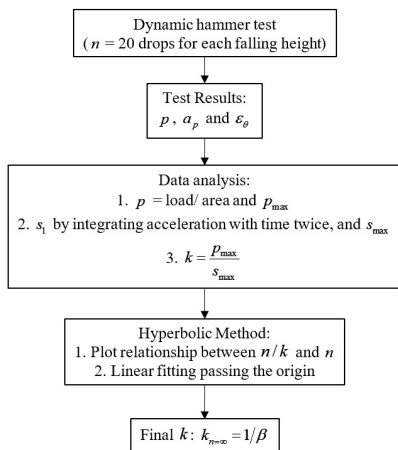 Dynamic hammer test
( n = 20 drops for each falling height)
Test Results:
p , a_p and ε_θ
Data analysis:
1. p = load/ area and p_max
2. s_1 by integrating acceleration with time twice, and s_max
3. k = p_max / s_max
Hyperbolic Method:
1. Plot relationship between n/k and n
2. Linear fitting passing the origin
Final k : k_{n=∞} = 1/β